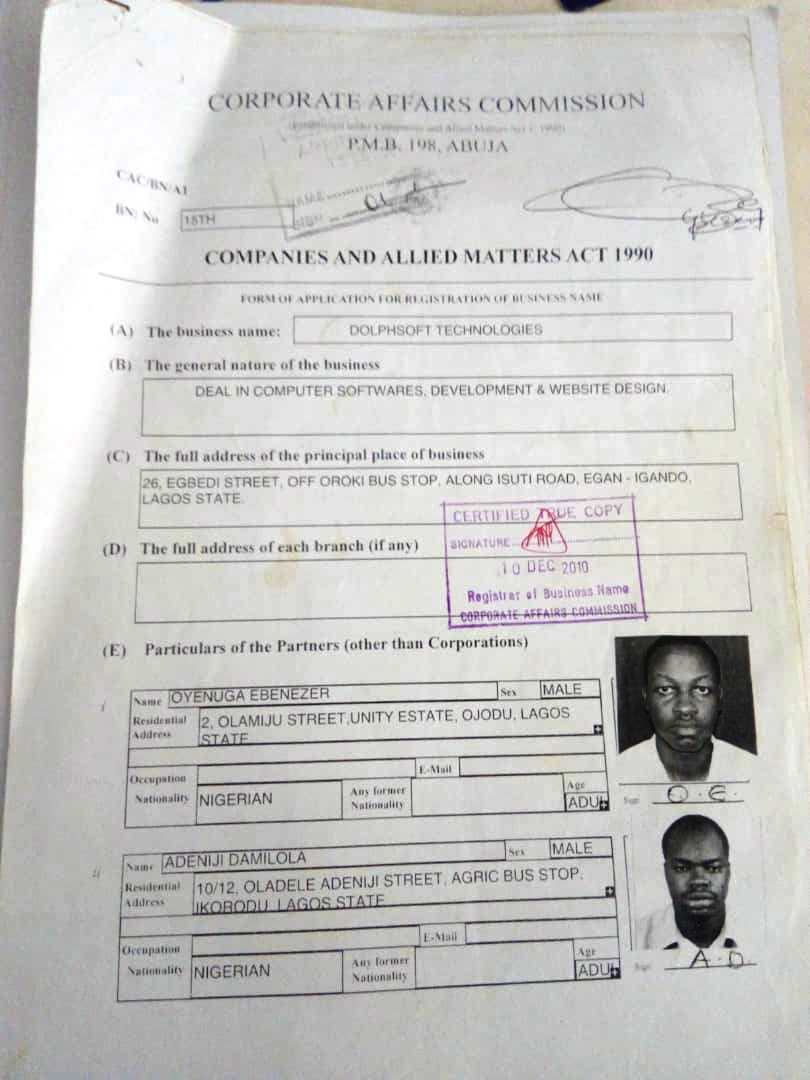 CORPORATE AFFAIRS COMMISSION
P.M.B. 198, ABUJA
CAC/BN/A1
BN/ No 18TH
NAME
SIGN
COMPANIES AND ALLIED MATTERS ACT 1990
FORM OF APPLICATION FOR REGISTRATION OF BUSINESS NAME
(A) The business name: DOLPHSOFT TECHNOLOGIES
(B) The general nature of the business
DEAL IN COMPUTER SOFTWARES, DEVELOPMENT & WEBSITE DESIGN.
(C) The full address of the principal place of business
26, EGBEDI STREET, OFF OROKI BUS STOP, ALONG ISUTI ROAD, EGAN - IGANDO,
LAGOS STATE.
CERTIFIED TRUE COPY
(D) The full address of each branch (if any)
SIGNATURE
10 DEC 2010
Registrar of Business Name
CORPORATE AFFAIRS COMMISSION
(E) Particulars of the Partners (other than Corporations)
i
Name OYENUGA EBENEZER Sex MALE
Residential Address 2, OLAMIJU STREET,UNITY ESTATE, OJODU, LAGOS
STATE
Occupation E-Mail
Nationality NIGERIAN Any former Nationality Age ADUL
Sign O.E.
ii
Name ADENIJI DAMILOLA Sex MALE
Residential Address 10/12, OLADELE ADENIJI STREET, AGRIC BUS STOP.
IKORODU, LAGOS STATE
Occupation E-Mail
Nationality NIGERIAN Any former Nationality Age ADUL
Sign A.D.